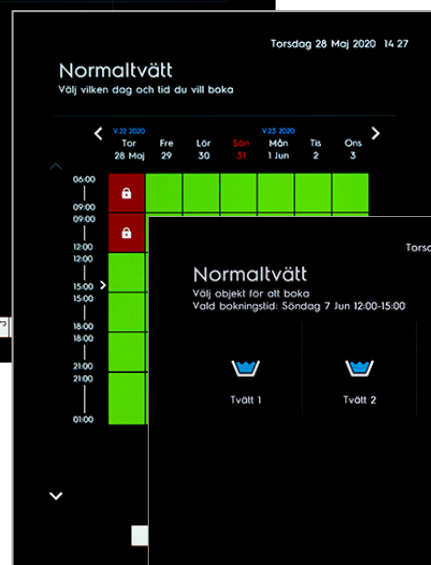 Torsdag 28 Maj 2020 14 27
Normaltvätt
Välj vilken dag och tid du vill boka
V.22 2020 V.23 2020
Tor Fre Lör Sön Mån Tis Ons
28 Maj 29 30 31 1 Jun 2 3
06:00
09:00
09:00
12:00
12:00
15:00
15:00
18:00
18:00
21:00
21:00
01:00
Torsd
Normaltvätt
Välj objekt för att boka
Vald bokningstid: Söndag 7 Jun 12:00-15:00
Tvätt 1 Tvätt 2